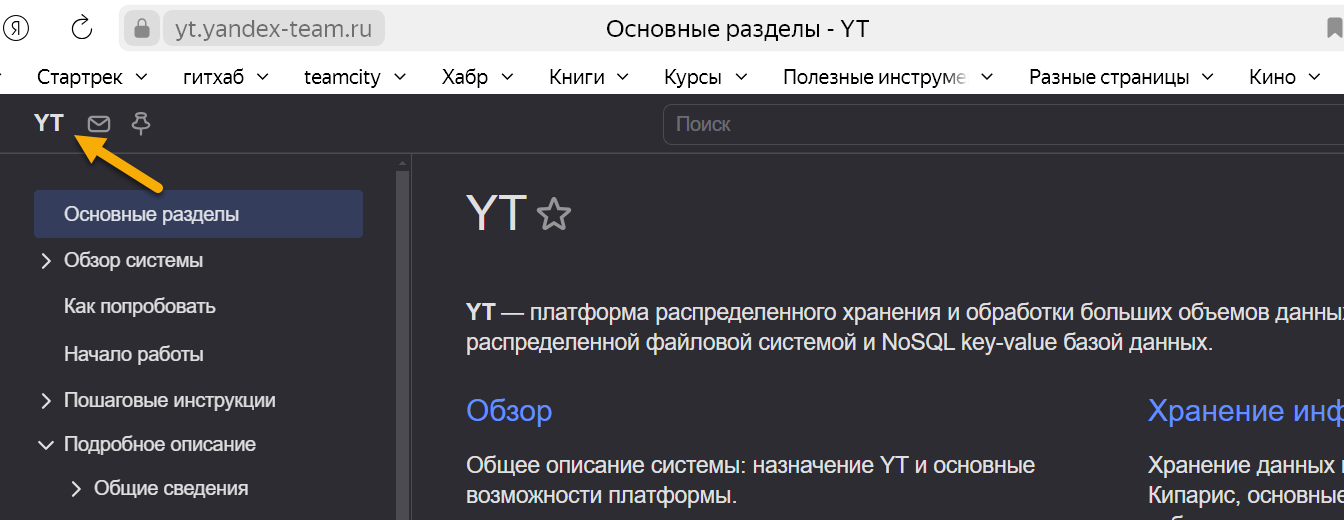 Я
yt.yandex-team.ru
Основные разделы - YT
Стартрек
гитхаб
teamcity
Хабр
Книги
Курсы
Полезные инструме
Разные страницы
Кино
YT
Поиск
Основные разделы
Обзор системы
Как попробовать
Начало работы
Пошаговые инструкции
Подробное описание
Общие сведения
YT
YT — платформа распределенного хранения и обработки больших объемов данны
распределенной файловой системой и NoSQL key-value базой данных.
Обзор
Общее описание системы: назначение YT и основные
возможности платформы.
Хранение инф
Хранение данных
Кипарис, основные